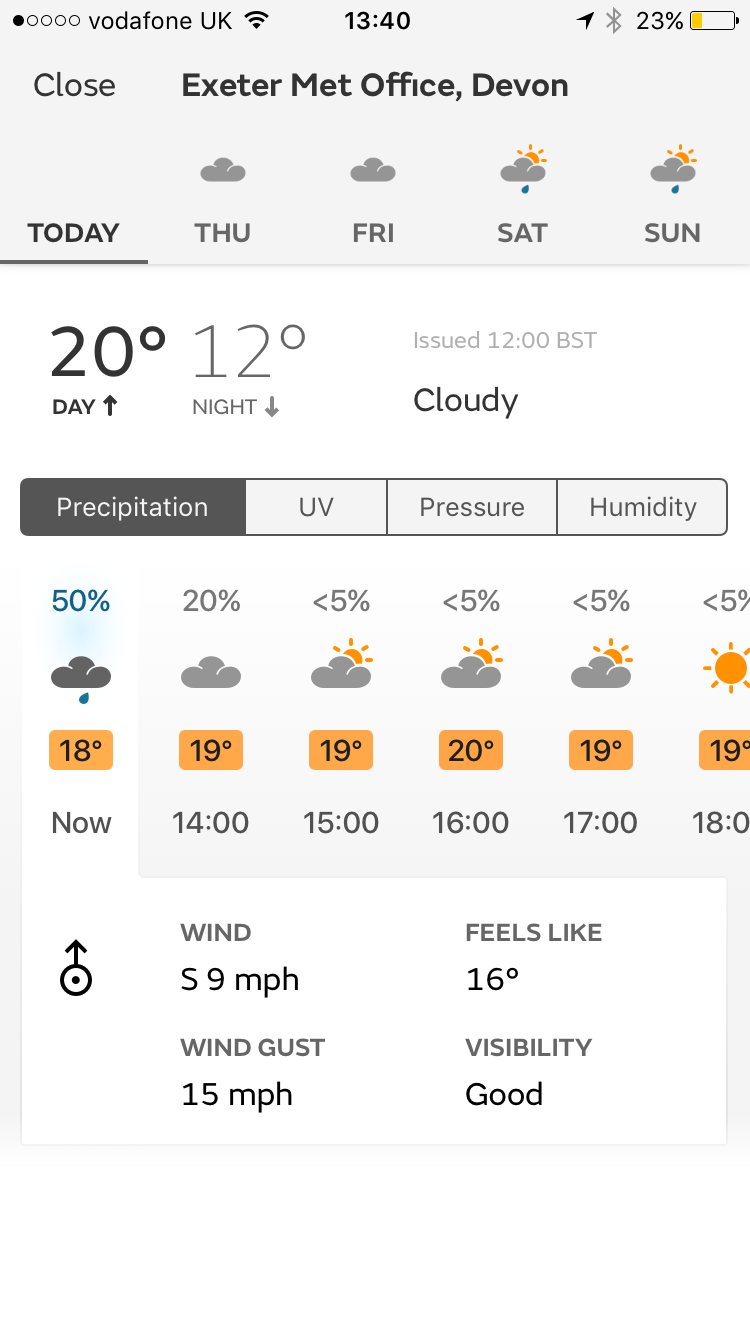 vodafone UK 13:40 23%
Close Exeter Met Office, Devon
TODAY THU FRI SAT SUN
20° 12° Issued 12:00 BST
DAY NIGHT Cloudy
Precipitation UV Pressure Humidity
50% 20% <5% <5% <5% <5%
18° 19° 19° 20° 19° 19°
Now 14:00 15:00 16:00 17:00 18:0
WIND FEELS LIKE
S 9 mph 16°
WIND GUST VISIBILITY
15 mph Good